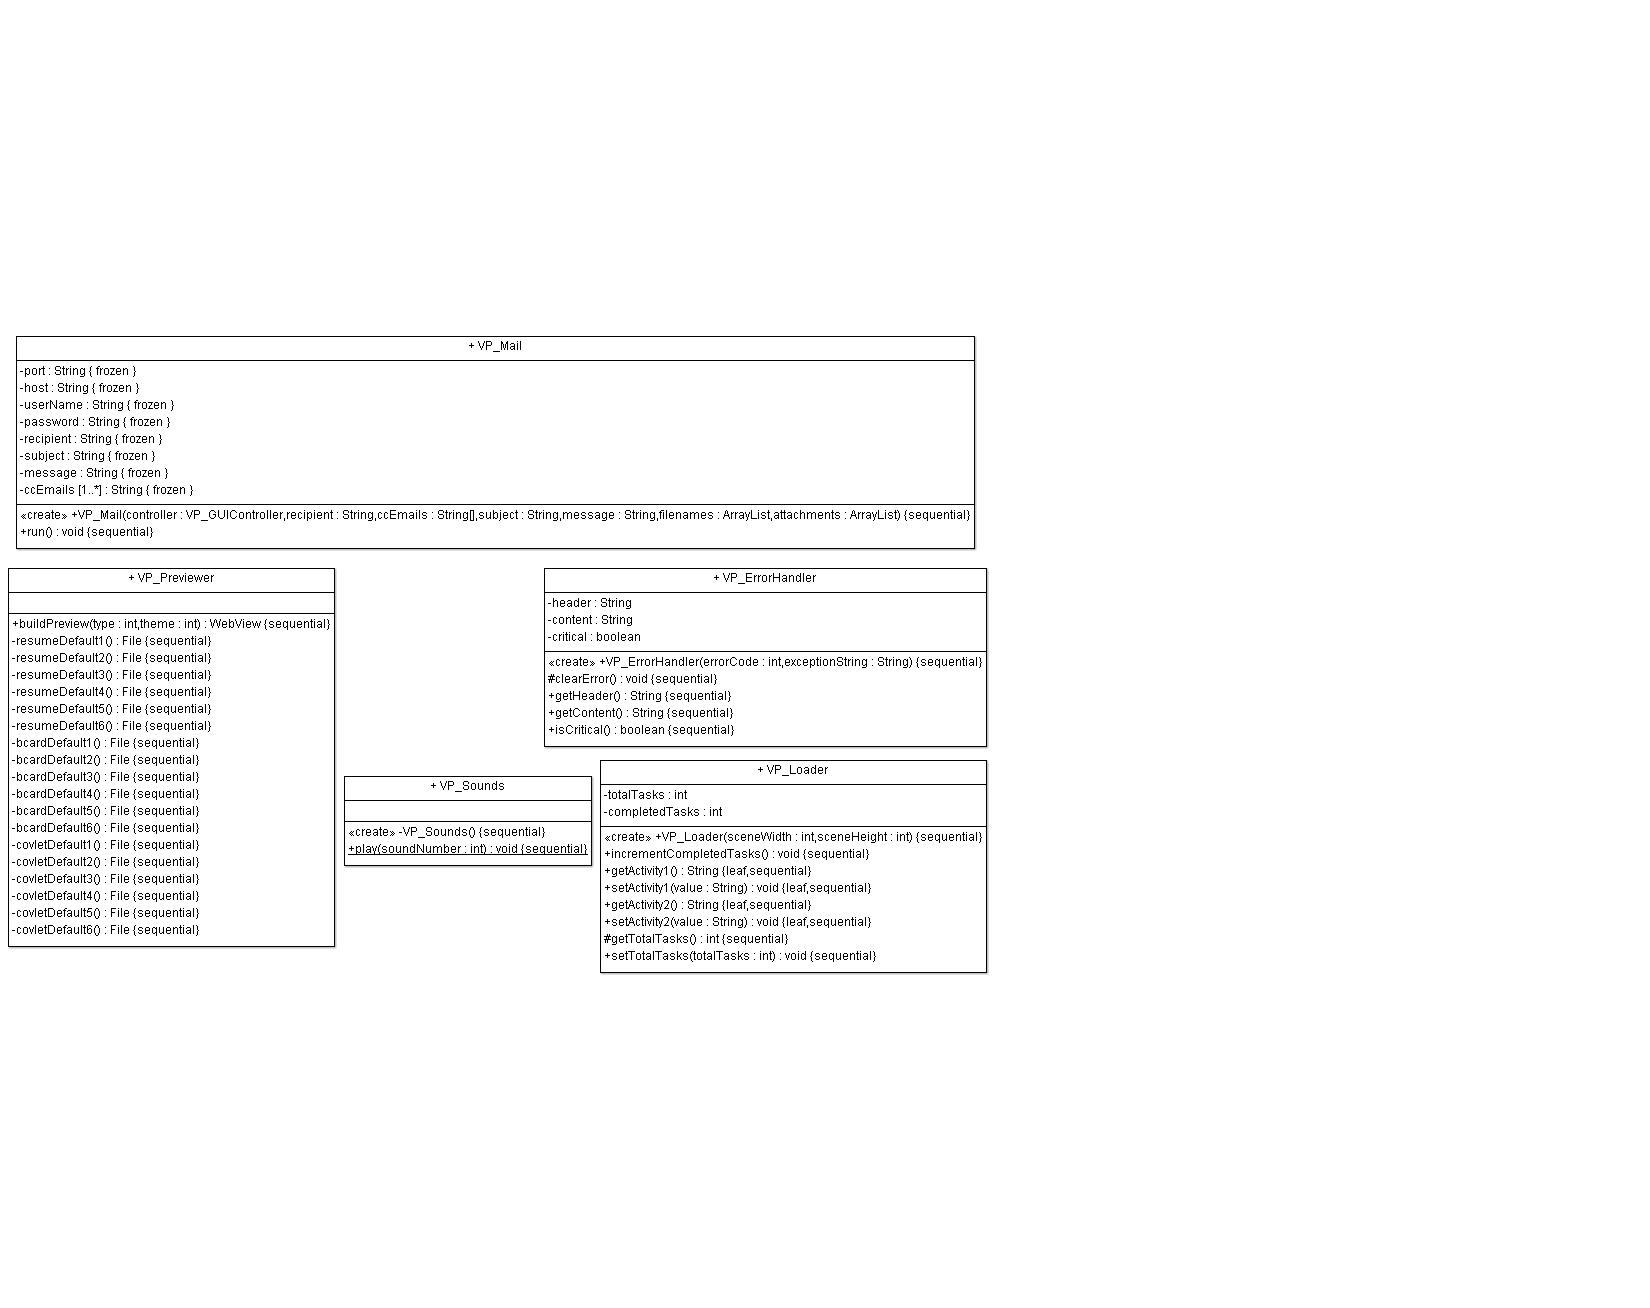 + VP_Mail
-port : String { frozen }
-host : String { frozen }
-userName : String { frozen }
-password : String { frozen }
-recipient : String { frozen }
-subject : String { frozen }
-message : String { frozen }
-ccEmails [1..*] : String { frozen }
«create» +VP_Mail(controller : VP_GUIController,recipient : String,ccEmails : String[],subject : String,message : String,filenames : ArrayList,attachments : ArrayList) {sequential}
+run() : void {sequential}
+ VP_Previewer
+buildPreview(type : int,theme : int) : WebView {sequential}
-resumeDefault1() : File {sequential}
-resumeDefault2() : File {sequential}
-resumeDefault3() : File {sequential}
-resumeDefault4() : File {sequential}
-resumeDefault5() : File {sequential}
-resumeDefault6() : File {sequential}
-bcardDefault1() : File {sequential}
-bcardDefault2() : File {sequential}
-bcardDefault3() : File {sequential}
-bcardDefault4() : File {sequential}
-bcardDefault5() : File {sequential}
-bcardDefault6() : File {sequential}
-covletDefault1() : File {sequential}
-covletDefault2() : File {sequential}
-covletDefault3() : File {sequential}
-covletDefault4() : File {sequential}
-covletDefault5() : File {sequential}
-covletDefault6() : File {sequential}
+ VP_ErrorHandler
-header : String
-content : String
-critical : boolean
«create» +VP_ErrorHandler(errorCode : int,exceptionString : String) {sequential}
#clearError() : void {sequential}
+getHeader() : String {sequential}
+getContent() : String {sequential}
+isCritical() : boolean {sequential}
+ VP_Sounds
«create» -VP_Sounds() {sequential}
+play(soundNumber : int) : void {sequential}
+ VP_Loader
-totalTasks : int
-completedTasks : int
«create» +VP_Loader(sceneWidth : int,sceneHeight : int) {sequential}
+incrementCompletedTasks() : void {sequential}
+getActivity1() : String {leaf,sequential}
+setActivity1(value : String) : void {leaf,sequential}
+getActivity2() : String {leaf,sequential}
+setActivity2(value : String) : void {leaf,sequential}
#getTotalTasks() : int {sequential}
+setTotalTasks(totalTasks : int) : void {sequential}